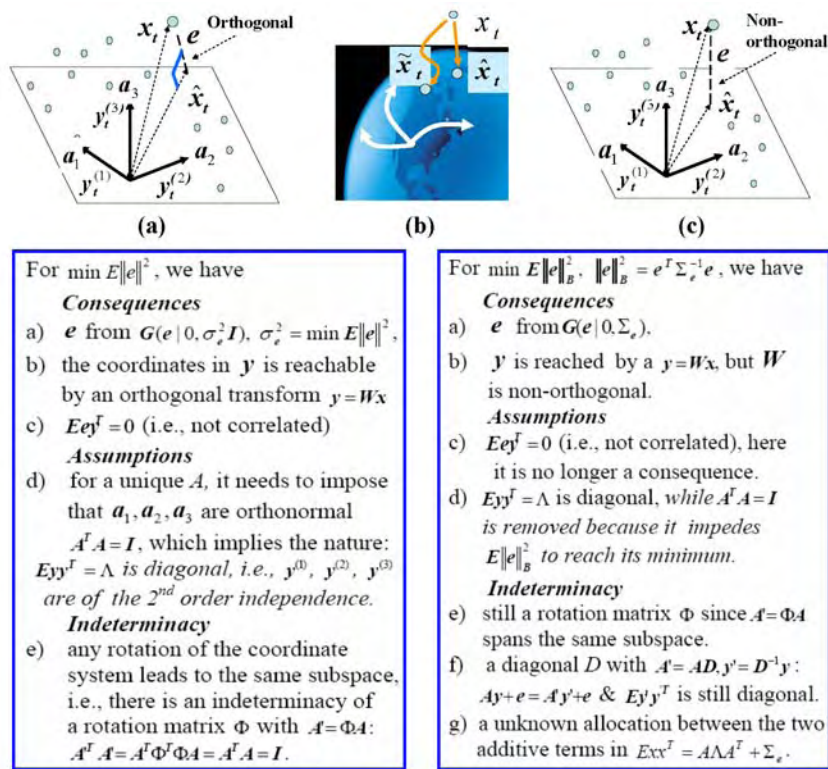 x_t
e
Orthogonal
x̂_t
a_3
y_t^{(3)}
a_1
y_t^{(1)}
y_t^{(2)}
a_2
(a)
x_t
x̃_t
x̂_t
(b)
Non-
orthogonal
x_t
e
x̂_t
a_3
y_t^{(3)}
a_1
y_t^{(1)}
y_t^{(2)}
a_2
(c)
For min E‖e‖², we have
Consequences
a) e from G(e | 0, σ_e² I), σ_e² = min E‖e‖²,
b) the coordinates in y is reachable
by an orthogonal transform y = Wx
c) Eey^T = 0 (i.e., not correlated)
Assumptions
d) for a unique A, it needs to impose
that a_1, a_2, a_3 are orthonormal
A^T A = I, which implies the nature:
Eyy^T = Λ is diagonal, i.e., y^{(1)}, y^{(2)}, y^{(3)}
are of the 2^{nd} order independence.
Indeterminacy
e) any rotation of the coordinate
system leads to the same subspace,
i.e., there is an indeterminacy of
a rotation matrix Φ with A' = ΦA:
A'^T A' = A^T Φ^T ΦA = A^T A = I.
For min E‖e‖_B², ‖e‖_B² = e^T Σ_e^{-1} e, we have
Consequences
a) e from G(e | 0, Σ_e),
b) y is reached by a y = Wx, but W
is non-orthogonal.
Assumptions
c) Eey^T = 0 (i.e., not correlated), here
it is no longer a consequence.
d) Eyy^T = Λ is diagonal, while A^T A = I
is removed because it impedes
E‖e‖_B² to reach its minimum.
Indeterminacy
e) still a rotation matrix Φ since A' = ΦA
spans the same subspace.
f) a diagonal D with A' = AD, y' = D^{-1} y :
Ay + e = A'y' + e & Ey'y'^T is still diagonal.
g) a unknown allocation between the two
additive terms in Exx^T = AΛA^T + Σ_e.